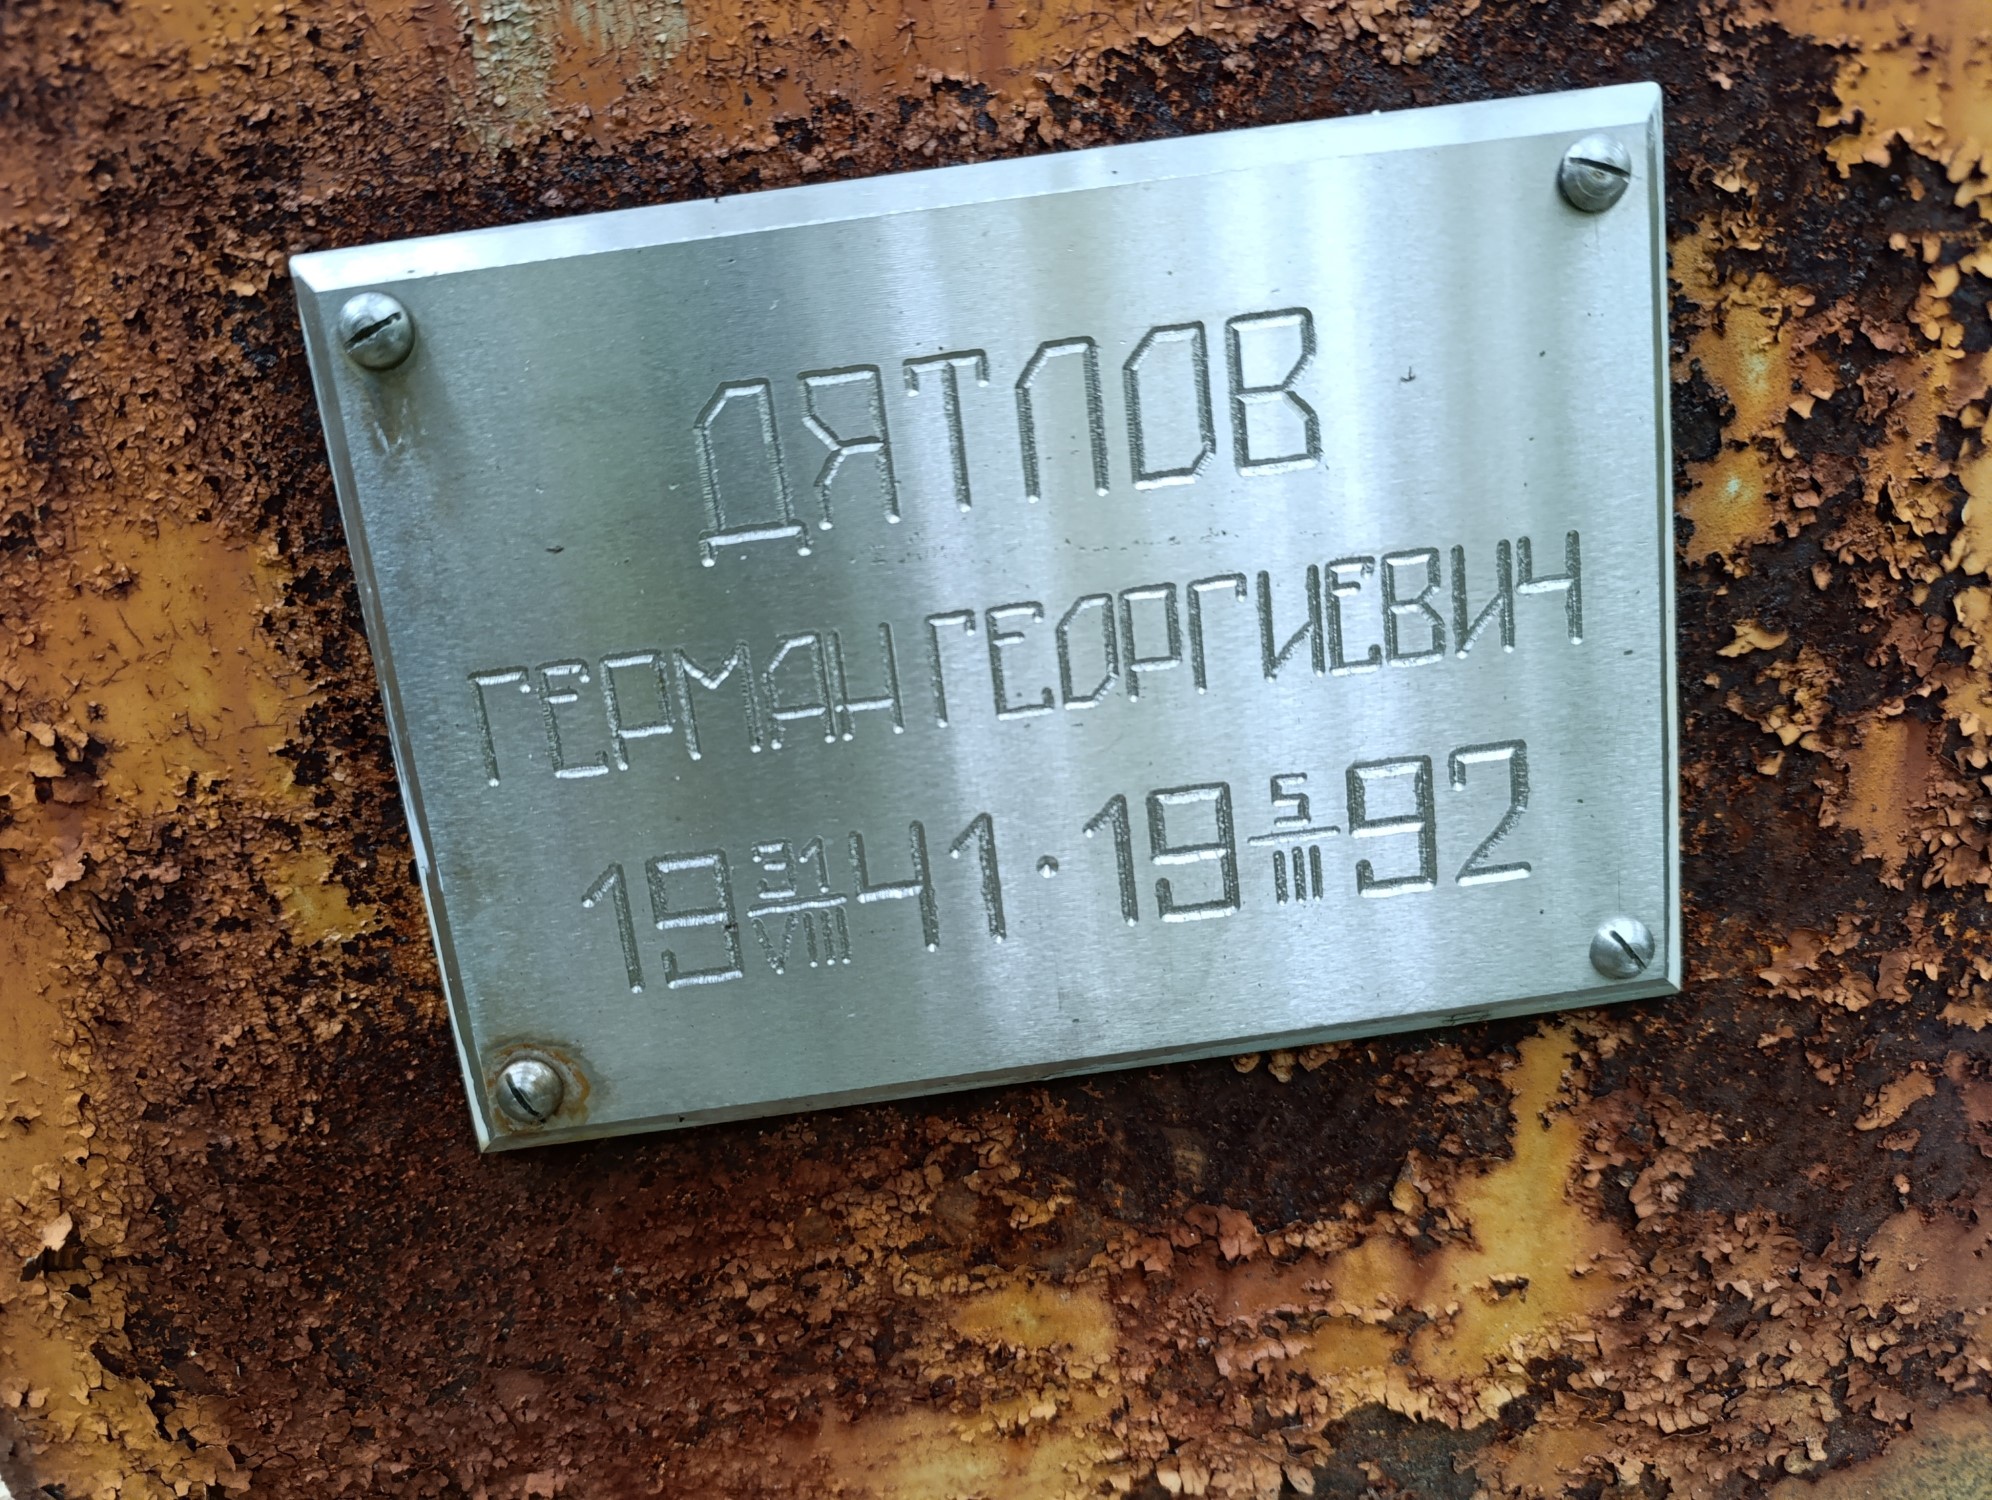 ДЯТЛОВ
ГЕРМАН ГЕОРГИЕВИЧ
19 31/VIII 41 · 19 5/III 92